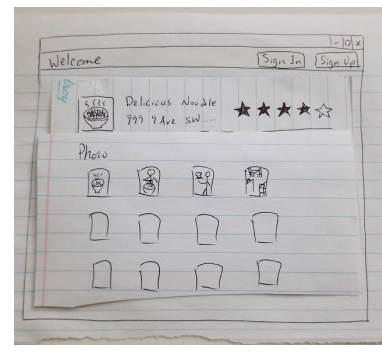 Welcome
Sign In
Sign Up
Delicious Noodle
999 9 Ave SW....
Photo